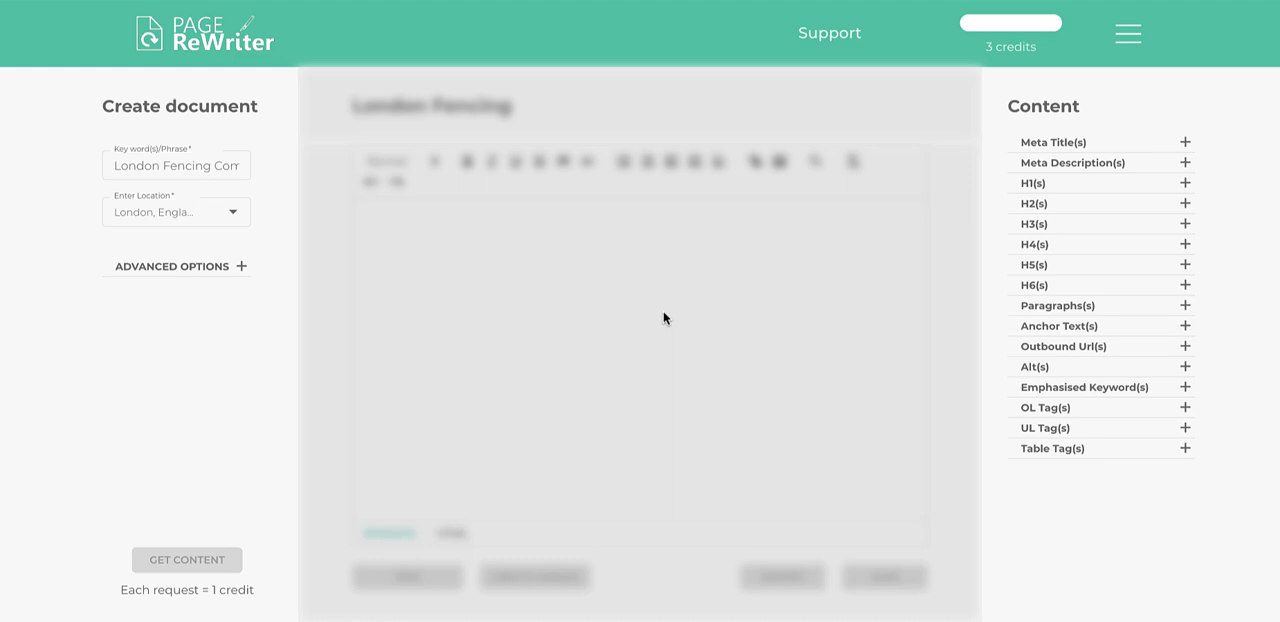 PAGE
ReWriter
Support
3 credits
Create document
Key word(s)/Phrase*
London Fencing Com
Enter Location*
London, Engla...
ADVANCED OPTIONS +
GET CONTENT
Each request = 1 credit
London Fencing
Content
Meta Title(s) +
Meta Description(s) +
H1(s) +
H2(s) +
H3(s) +
H4(s) +
H5(s) +
H6(s) +
Paragraphs(s) +
Anchor Text(s) +
Outbound Url(s) +
Alt(s) +
Emphasised Keyword(s) +
OL Tag(s) +
UL Tag(s) +
Table Tag(s) +